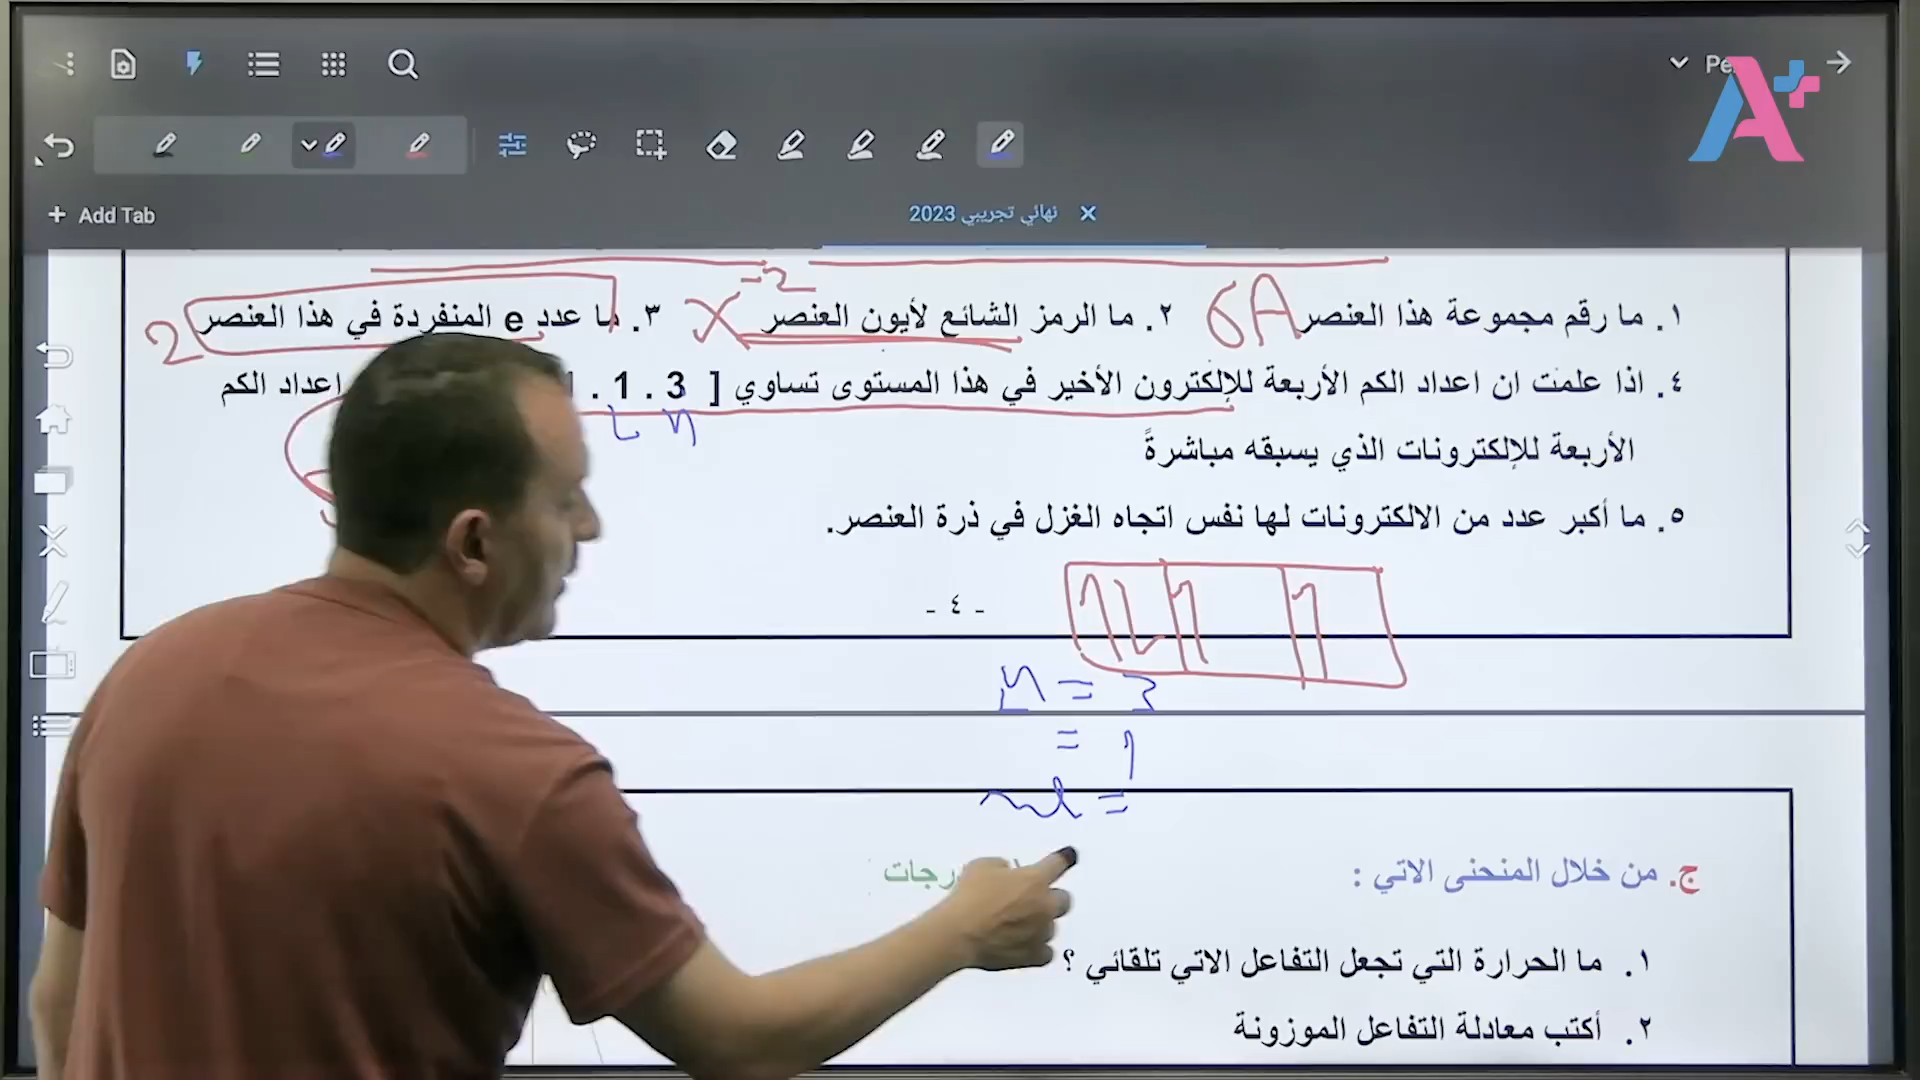 A+
+ Add Tab
نهائي تجريبي 2023
-2
١. ما رقم مجموعة هذا العنصر 6A ٢. ما الرمز الشائع لأيون العنصر X ٣. ما عدد e المنفردة في هذا العنصر 2
٤. اذا علمت ان اعداد الكم الأربعة للإلكترون الأخير في هذا المستوى تساوي [ 3 . 1 . اعداد الكم
n L
الأربعة للإلكترونات الذي يسبقه مباشرةً
٥. ما أكبر عدد من الالكترونات لها نفس اتجاه الغزل في ذرة العنصر.
- ٤ -
n = 3
= 1
ml =
ج. من خلال المنحنى الاتي :
١. ما الحرارة التي تجعل التفاعل الاتي تلقائي ؟
٢. أكتب معادلة التفاعل الموزونة